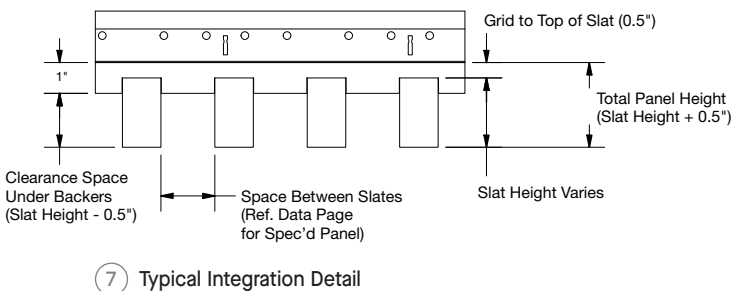 Grid to Top of Slat (0.5")
1"
Total Panel Height
(Slat Height + 0.5")
Clearance Space
Under Backers
(Slat Height - 0.5")
Space Between Slates
(Ref. Data Page
for Spec'd Panel)
Slat Height Varies
7 Typical Integration Detail